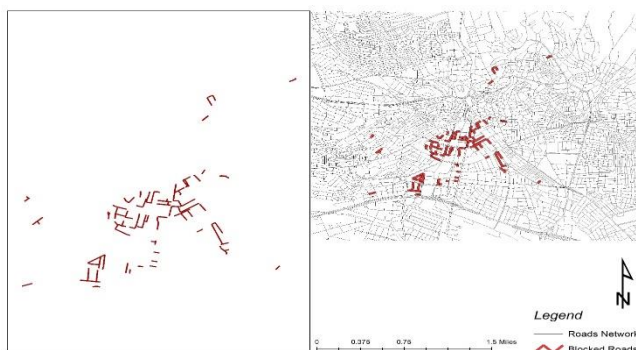 N
Legend
Roads Network
Blocked Roads
0 0.375 0.75 1.5 Miles